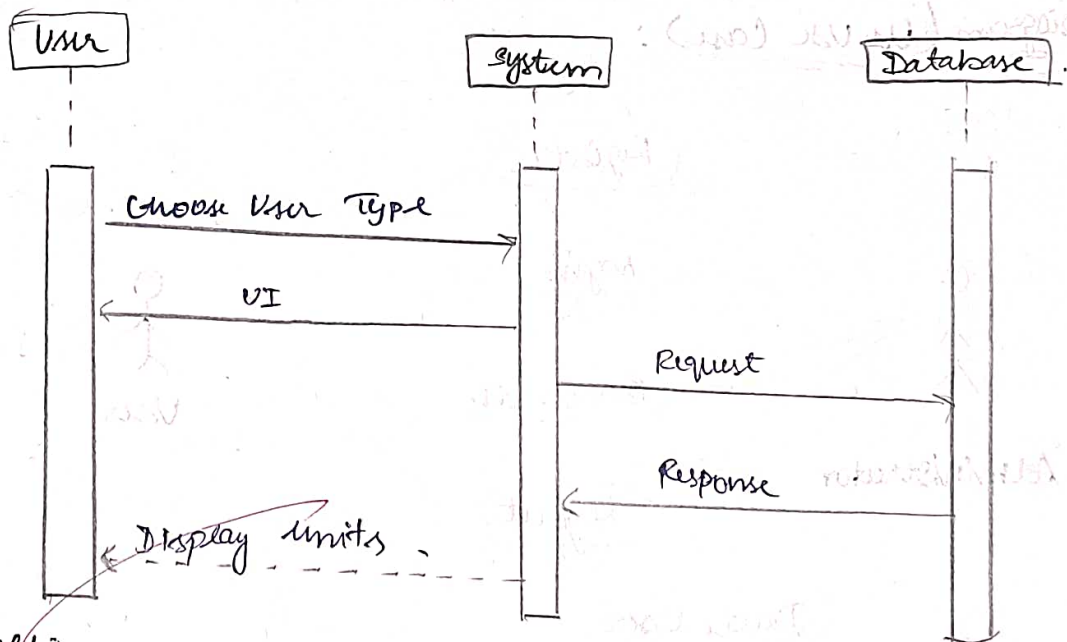 User
System
Database
Choose User Type
UI
Request
Response
Display units